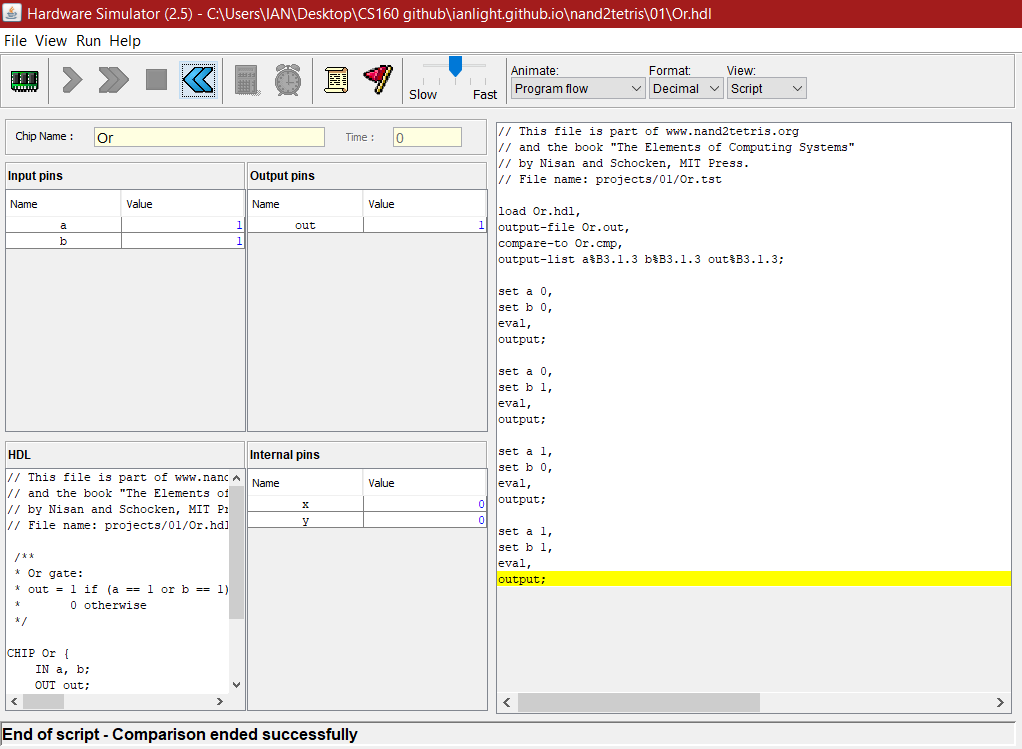 Hardware Simulator (2.5) - C:\Users\IAN\Desktop\CS160 github\ianlight.github.io\nand2tetris\01\Or.hdl
File View Run Help
Slow Fast
Animate: Format: View:
Program flow Decimal Script
Chip Name : Or Time : 0
Input pins
Name Value
a 1
b 1
Output pins
Name Value
out 1
HDL
// This file is part of www.nand
// and the book "The Elements of
// by Nisan and Schocken, MIT Pr
// File name: projects/01/Or.hdl
/**
* Or gate:
* out = 1 if (a == 1 or b == 1)
* 0 otherwise
*/
CHIP Or {
IN a, b;
OUT out;
Internal pins
Name Value
x 0
y 0
// This file is part of www.nand2tetris.org
// and the book "The Elements of Computing Systems"
// by Nisan and Schocken, MIT Press.
// File name: projects/01/Or.tst
load Or.hdl,
output-file Or.out,
compare-to Or.cmp,
output-list a%B3.1.3 b%B3.1.3 out%B3.1.3;
set a 0,
set b 0,
eval,
output;
set a 0,
set b 1,
eval,
output;
set a 1,
set b 0,
eval,
output;
set a 1,
set b 1,
eval,
output;
End of script - Comparison ended successfully